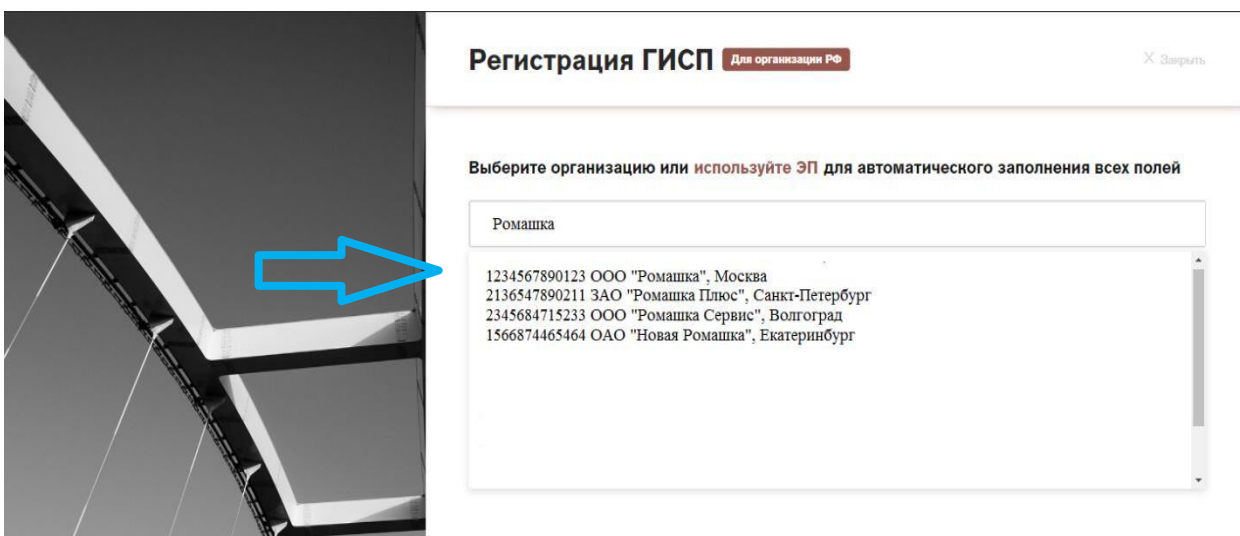 Регистрация ГИСП Для организации РФ
X Закрыть
Выберите организацию или используйте ЭП для автоматического заполнения всех полей
Ромашка
1234567890123 ООО "Ромашка", Москва
2136547890211 ЗАО "Ромашка Плюс", Санкт-Петербург
2345684715233 ООО "Ромашка Сервис", Волгоград
1566874465464 ОАО "Новая Ромашка", Екатеринбург